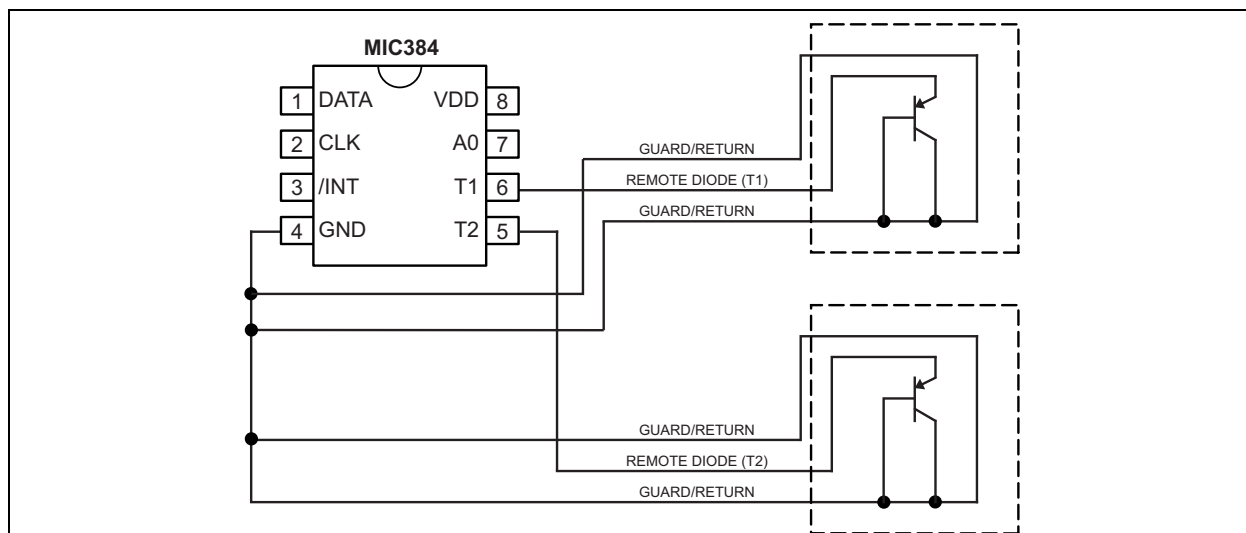 MIC384
1 DATA VDD 8
2 CLK A0 7
3 /INT T1 6
4 GND T2 5
GUARD/RETURN
REMOTE DIODE (T1)
GUARD/RETURN
GUARD/RETURN
REMOTE DIODE (T2)
GUARD/RETURN